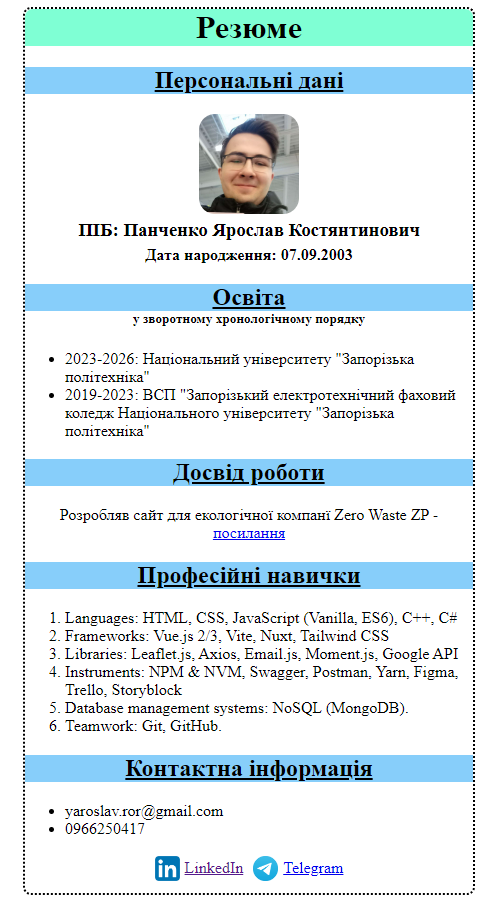 Резюме
Персональні дані
ПІБ: Панченко Ярослав Костянтинович
Дата народження: 07.09.2003
Освіта
у зворотному хронологічному порядку
2023-2026: Національний університету "Запорізька
політехніка"
2019-2023: ВСП "Запорізький електротехнічний фаховий
коледж Національного університету "Запорізька
політехніка"
Досвід роботи
Розробляв сайт для екологічної компанї Zero Waste ZP -
посилання
Професійні навички
1. Languages: HTML, CSS, JavaScript (Vanilla, ES6), C++, C#
2. Frameworks: Vue.js 2/3, Vite, Nuxt, Tailwind CSS
3. Libraries: Leaflet.js, Axios, Email.js, Moment.js, Google API
4. Instruments: NPM & NVM, Swagger, Postman, Yarn, Figma,
Trello, Storyblock
5. Database management systems: NoSQL (MongoDB).
6. Teamwork: Git, GitHub.
Контактна інформація
yaroslav.ror@gmail.com
0966250417
in LinkedIn Telegram